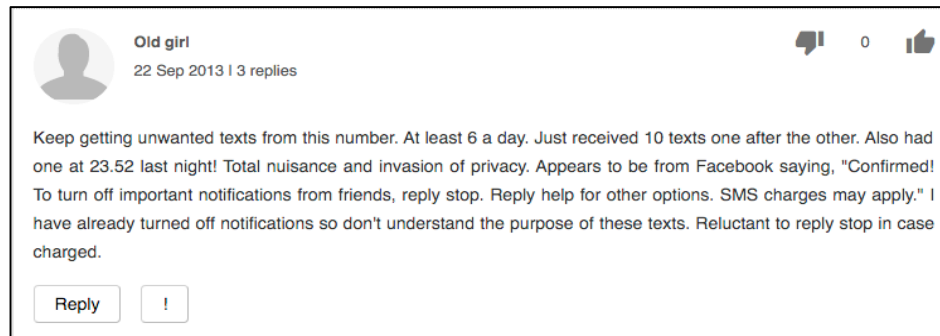 Old girl
0
22 Sep 2013 I 3 replies
Keep getting unwanted texts from this number. At least 6 a day. Just received 10 texts one after the other. Also had
one at 23.52 last night! Total nuisance and invasion of privacy. Appears to be from Facebook saying, "Confirmed!
To turn off important notifications from friends, reply stop. Reply help for other options. SMS charges may apply." I
have already turned off notifications so don't understand the purpose of these texts. Reluctant to reply stop in case
charged.
Reply
!